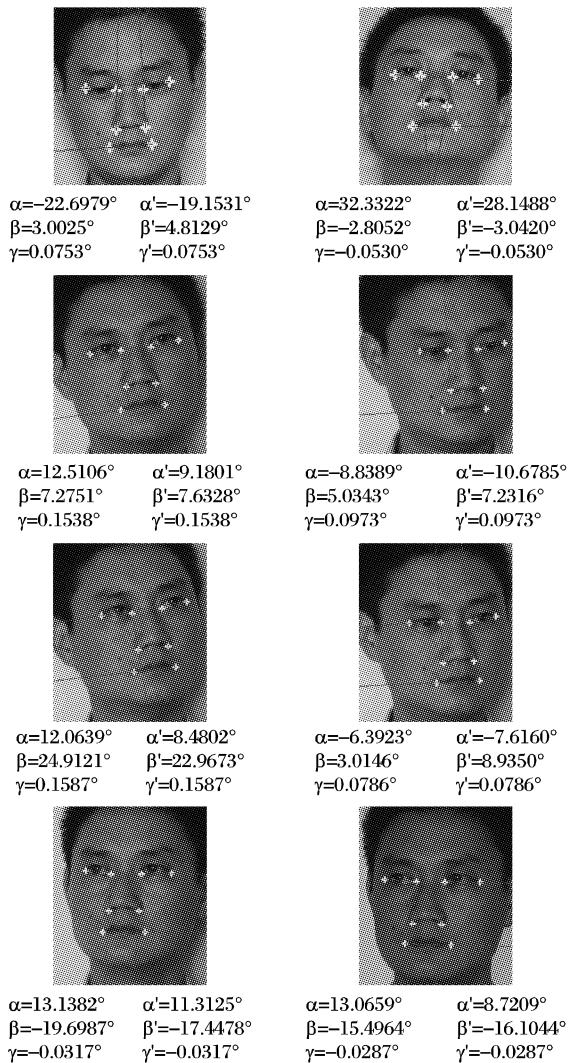 α=−22.6979° α'=−19.1531°
β=3.0025° β'=4.8129°
γ=0.0753° γ'=0.0753°
α=32.3322° α'=28.1488°
β=−2.8052° β'=−3.0420°
γ=−0.0530° γ'=−0.0530°
α=12.5106° α'=9.1801°
β=7.2751° β'=7.6328°
γ=0.1538° γ'=0.1538°
α=−8.8389° α'=−10.6785°
β=5.0343° β'=7.2316°
γ=0.0973° γ'=0.0973°
α=12.0639° α'=8.4802°
β=24.9121° β'=22.9673°
γ=0.1587° γ'=0.1587°
α=−6.3923° α'=−7.6160°
β=3.0146° β'=8.9350°
γ=0.0786° γ'=0.0786°
α=13.1382° α'=11.3125°
β=−19.6987° β'=−17.4478°
γ=−0.0317° γ'=−0.0317°
α=13.0659° α'=8.7209°
β=−15.4964° β'=−16.1044°
γ=−0.0287° γ'=−0.0287°